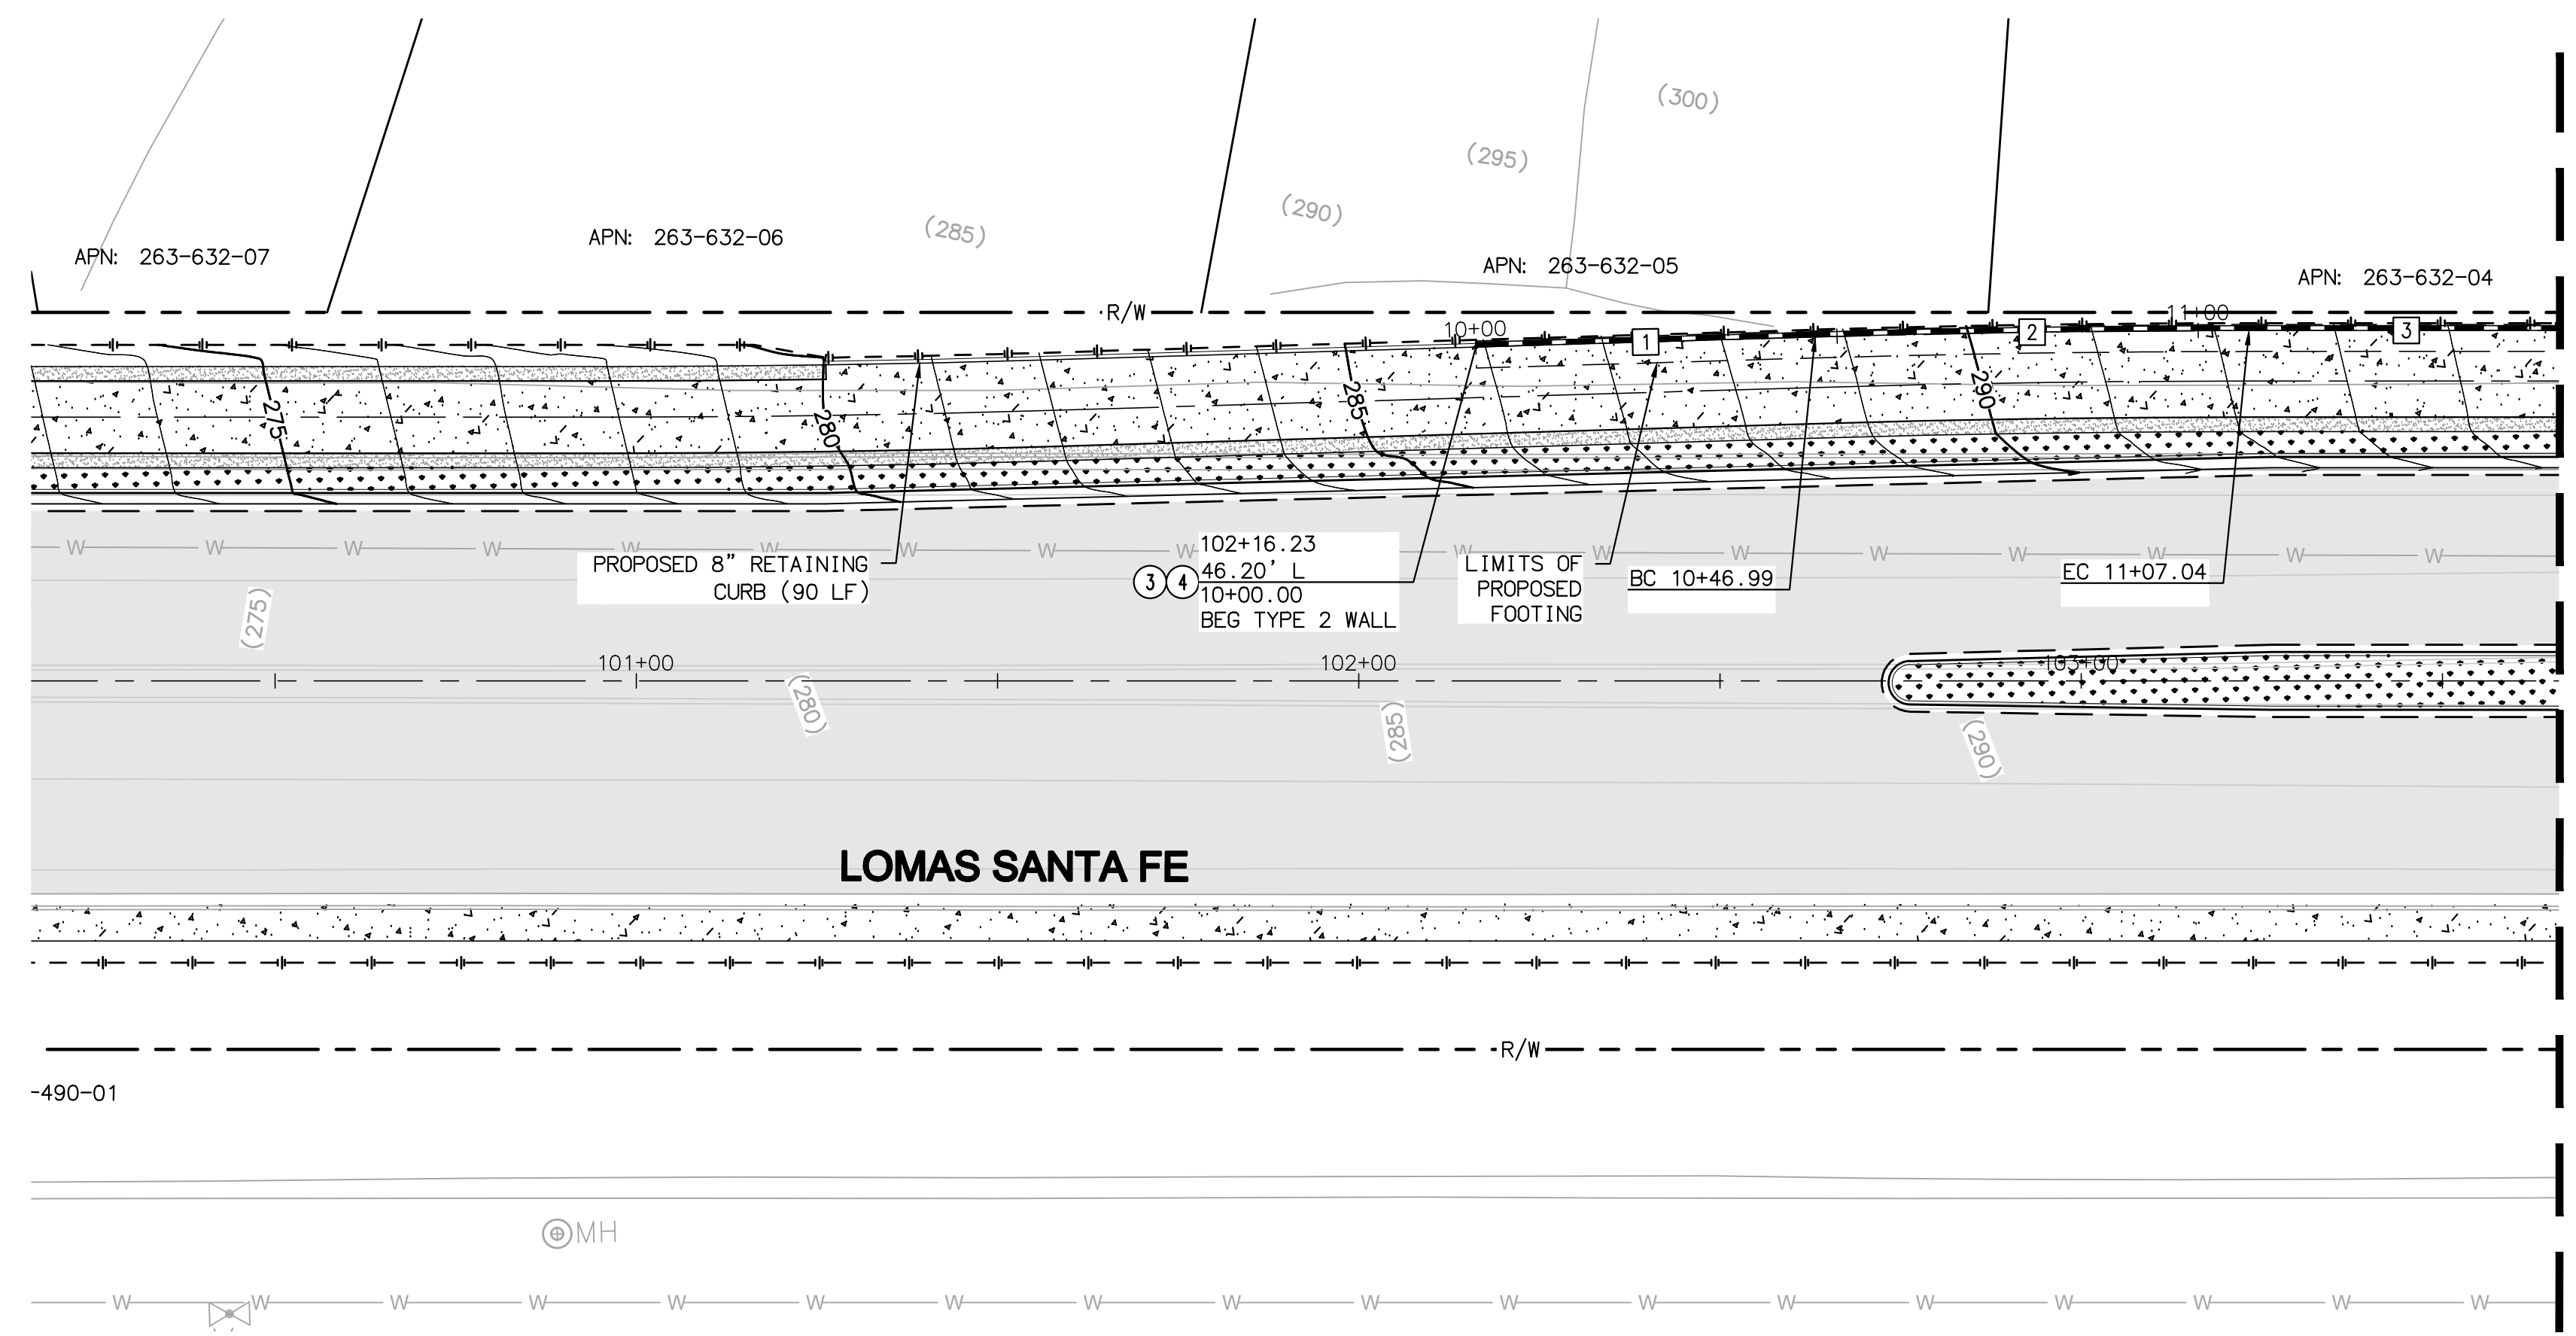 (300)
(295)
(290)
(285)
APN: 263-632-07
APN: 263-632-06
APN: 263-632-05
APN: 263-632-04
R/W
10+00
11+00
1
2
3
275
280
285
290
W W W W W W W W W W W W W W W W W W
PROPOSED 8" RETAINING
CURB (90 LF)
3 4
102+16.23
46.20' L
10+00.00
BEG TYPE 2 WALL
LIMITS OF
PROPOSED
FOOTING
BC 10+46.99
EC 11+07.04
(275)
101+00
102+00
103+00
(280)
(285)
(290)
LOMAS SANTA FE
R/W
-490-01
MH
W W W W W W W W W W W W W W W W W W